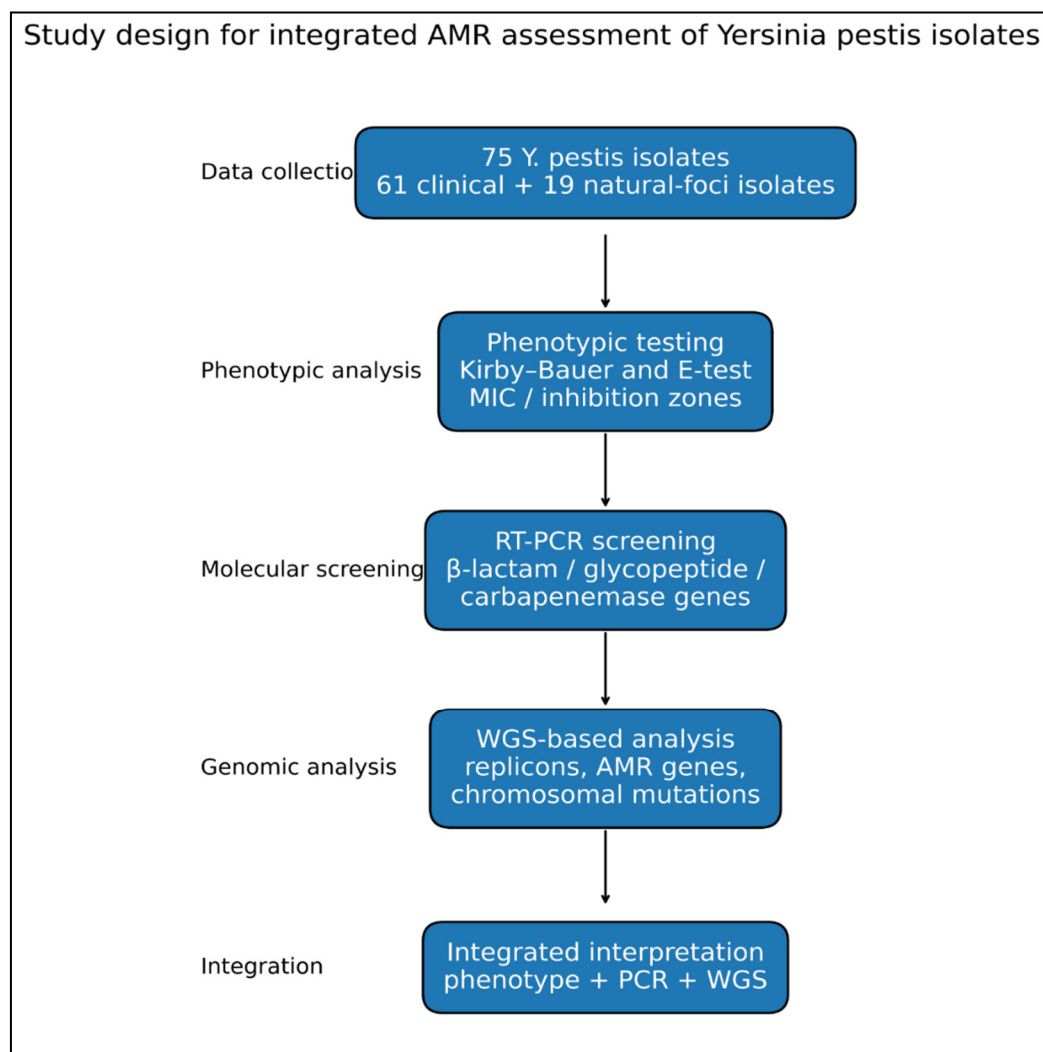 Study design for integrated AMR assessment of Yersinia pestis isolates
Data collectio
75 Y. pestis isolates
61 clinical + 19 natural-foci isolates
Phenotypic analysis
Phenotypic testing
Kirby–Bauer and E-test
MIC / inhibition zones
Molecular screening
RT-PCR screening
β-lactam / glycopeptide /
carbapenemase genes
Genomic analysis
WGS-based analysis
replicons, AMR genes,
chromosomal mutations
Integration
Integrated interpretation
phenotype + PCR + WGS